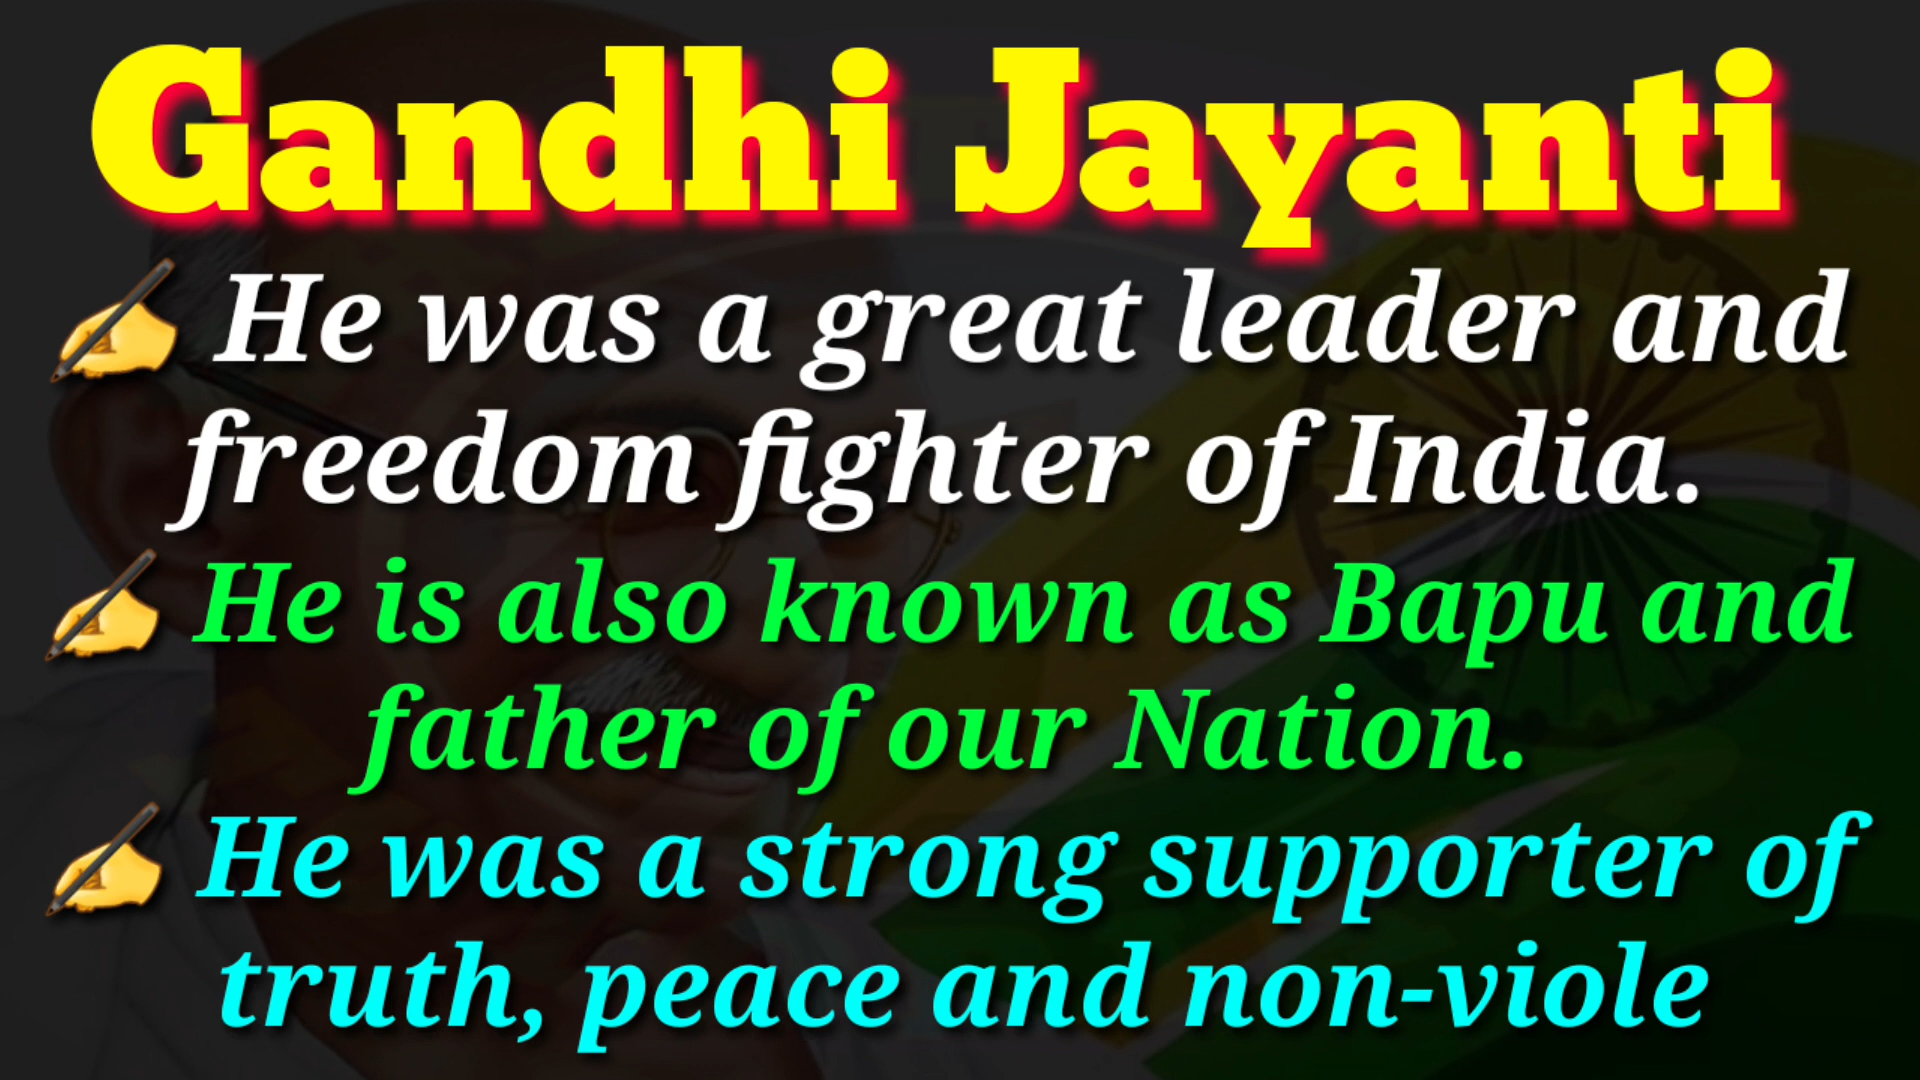 Gandhi Jayanti
✍ He was a great leader and
freedom fighter of India.
✍ He is also known as Bapu and
father of our Nation.
✍ He was a strong supporter of
truth, peace and non-viole